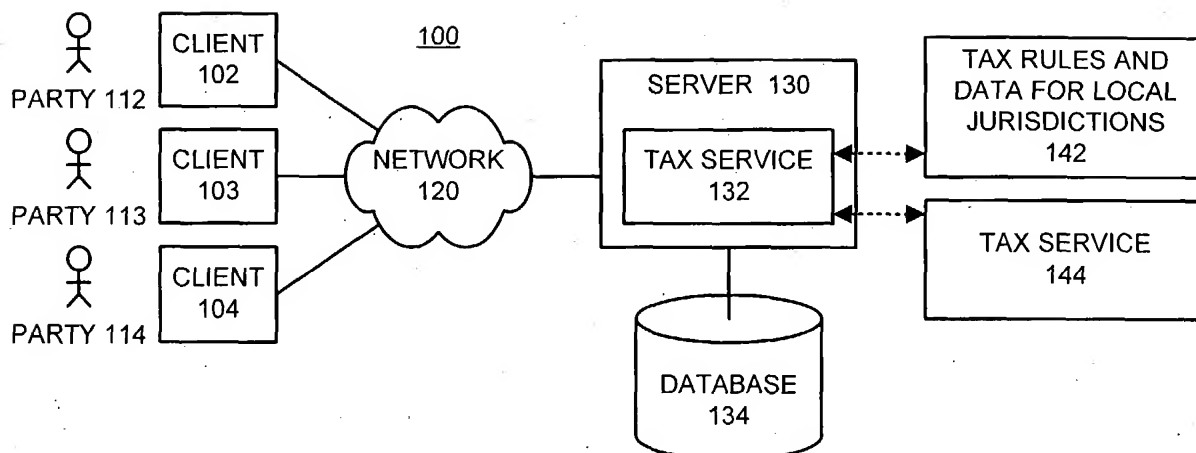 100
CLIENT
102
PARTY 112
CLIENT
103
PARTY 113
CLIENT
104
PARTY 114
NETWORK
120
SERVER 130
TAX SERVICE
132
DATABASE
134
TAX RULES AND
DATA FOR LOCAL
JURISDICTIONS
142
TAX SERVICE
144